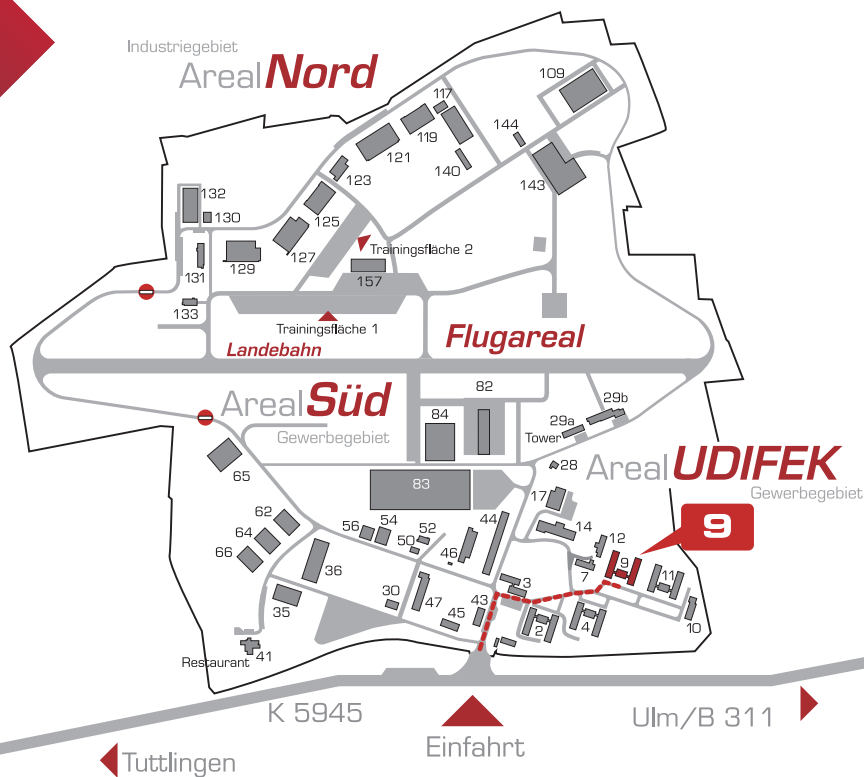 Industriegebiet
Areal Nord
109
117
119
144
121
140
143
123
132
125
130
127
Trainingsfläche 2
129
131
157
133
Trainingsfläche 1
Landebahn
Flugareal
82
Areal Süd
29b
84
29a
Gewerbegebiet
Tower
28
Areal UDIFEK
65
83
Gewerbegebiet
17
62
44
14
9
56
54
52
12
64
50
46
66
7
9
11
36
3
30
47
43
35
45
2
4
10
Restaurant
41
K 5945
Ulm/B 311
Einfahrt
Tuttlingen